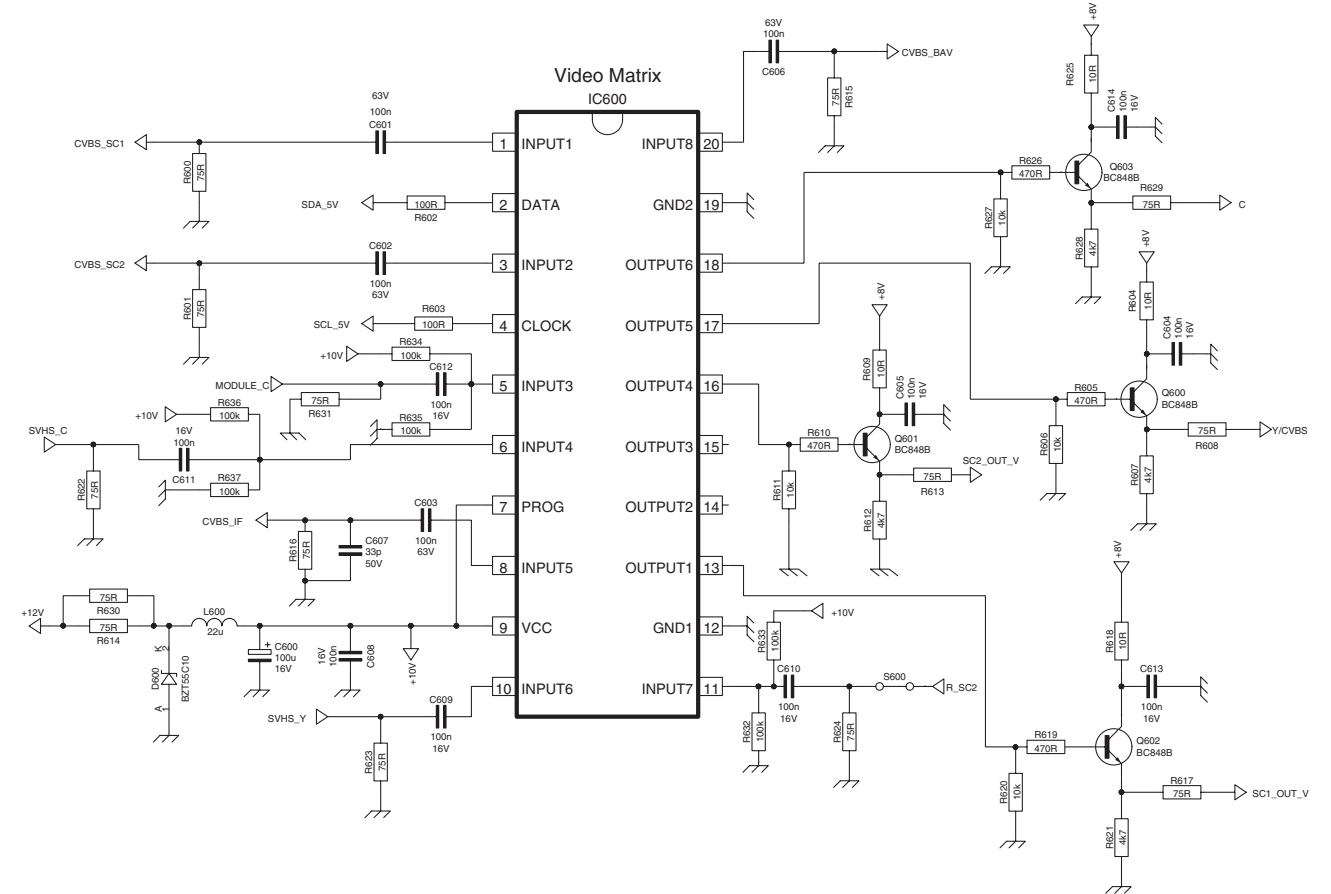 Video Matrix
IC600
1
INPUT1
2
DATA
3
INPUT2
4
CLOCK
5
INPUT3
6
INPUT4
7
PROG
8
INPUT5
9
VCC
10
INPUT6
INPUT8
20
GND2
19
OUTPUT6
18
OUTPUT5
17
OUTPUT4
16
OUTPUT3
15
OUTPUT2
14
OUTPUT1
13
GND1
12
INPUT7
11
CVBS_SC1
R600
75R
63V
100n
C601
SDA_5V
100R
R602
CVBS_SC2
R601
75R
C602
100n
63V
SCL_5V
R603
100R
+10V
R634
100k
MODULE_C
75R
R631
C612
100n
16V
R635
100k
+10V
R636
100k
SVHS_C
R622
75R
16V
100n
C611
R637
100k
CVBS_IF
R616
75R
C607
33p
50V
C603
100n
63V
+12V
75R
R630
75R
R614
K
2
D600
BZT55C10
A
1
L600
22u
+
C600
100u
16V
16V
100n
C608
+10V
SVHS_Y
R623
75R
C609
100n
16V
63V
100n
C606
75R
R615
CVBS_BAV
+8V
R625
10R
C614
100n
16V
R626
470R
R627
10k
Q603
BC848B
R629
75R
C
R628
4k7
+8V
R604
10R
C604
100n
16V
R605
470R
R606
10k
Q600
BC848B
75R
R608
Y/CVBS
R607
4k7
+8V
R609
10R
C605
100n
16V
R610
470R
R611
10k
Q601
BC848B
SC2_OUT_V
75R
R613
R612
4k7
+10V
R633
100k
C610
100n
16V
R632
100k
R624
75R
S600
R_SC2
+8V
R618
10R
C613
100n
16V
R619
470R
R620
10k
Q602
BC848B
R617
75R
SC1_OUT_V
R621
4k7